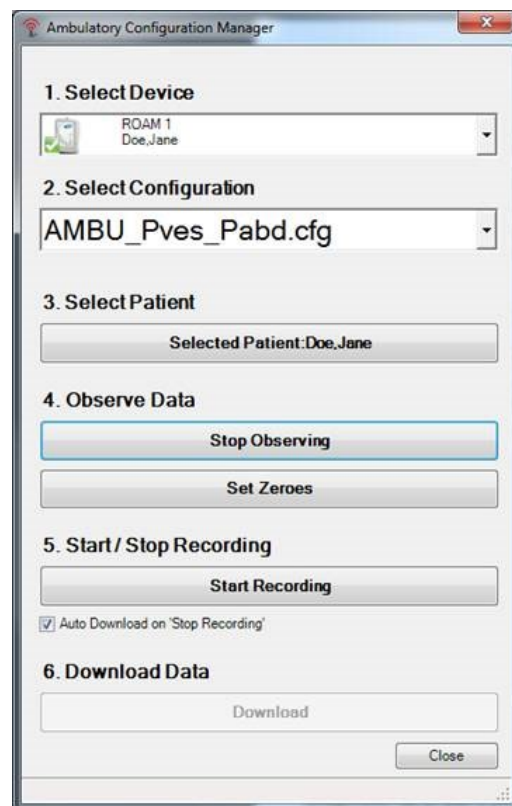 Ambulatory Configuration Manager
1. Select Device
ROAM 1
Doe,Jane
2. Select Configuration
AMBU_Pves_Pabd.cfg
3. Select Patient
Selected Patient:Doe,Jane
4. Observe Data
Stop Observing
Set Zeroes
5. Start / Stop Recording
Start Recording
Auto Download on 'Stop Recording'
6. Download Data
Download
Close